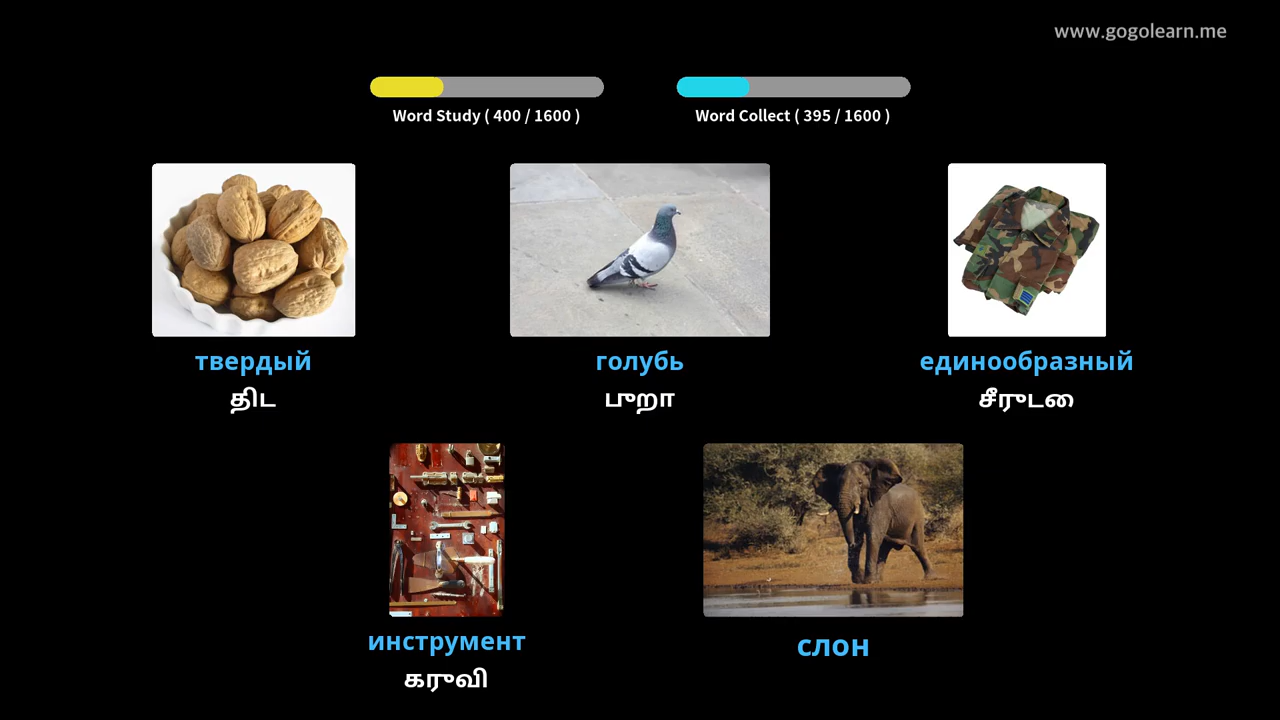 www.gogolearn.me
Word Study ( 400 / 1600 )
Word Collect ( 395 / 1600 )
твердый
திட
голубь
புறா
единообразный
சீருடை
инструмент
கருவி
слон